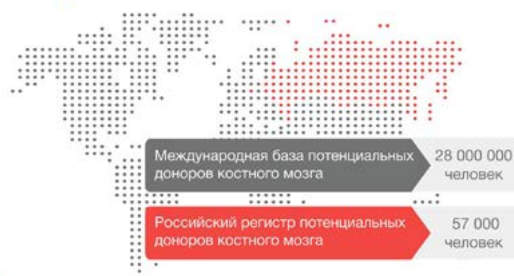 Международная база потенциальных
доноров костного мозга
28 000 000
человек
Российский регистр потенциальных
доноров костного мозга
57 000
человек